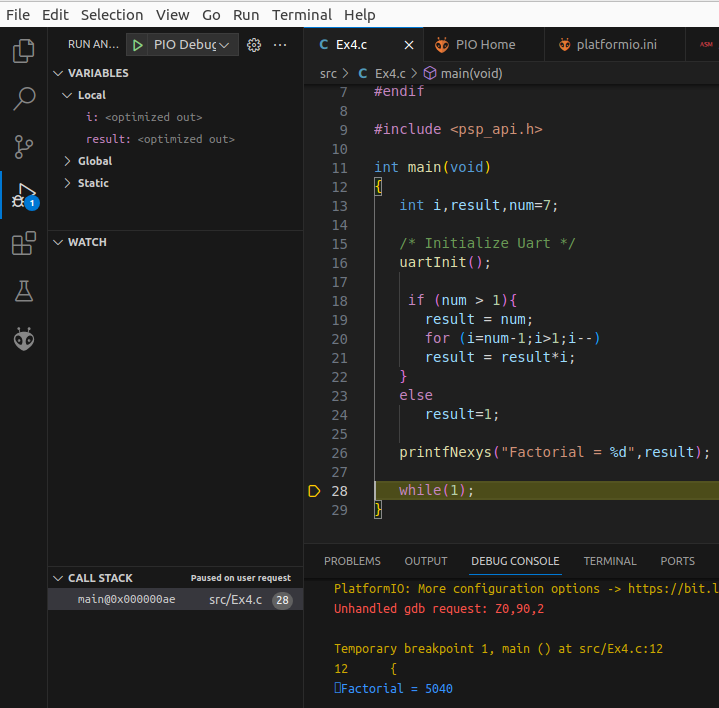 File Edit Selection View Go Run Terminal Help
RUN AN... PIO Debug
Ex4.c
PIO Home
platformio.ini
ASM
src > C Ex4.c > main(void)
VARIABLES
Local
i: <optimized out>
result: <optimized out>
Global
Static
1
WATCH
CALL STACK Paused on user request
main@0x000000ae src/Ex4.c 28
7 #endif
8
9 #include <psp_api.h>
10
11 int main(void)
12 {
13 int i,result,num=7;
14
15 /* Initialize Uart */
16 uartInit();
17
18 if (num > 1){
19 result = num;
20 for (i=num-1;i>1;i--)
21 result = result*i;
22 }
23 else
24 result=1;
25
26 printfNexys("Factorial = %d",result);
27
28 while(1);
29 }
PROBLEMS OUTPUT DEBUG CONSOLE TERMINAL PORTS
PlatformIO: More configuration options -> https://bit.l
Unhandled gdb request: Z0,90,2
Temporary breakpoint 1, main () at src/Ex4.c:12
12 {
Factorial = 5040